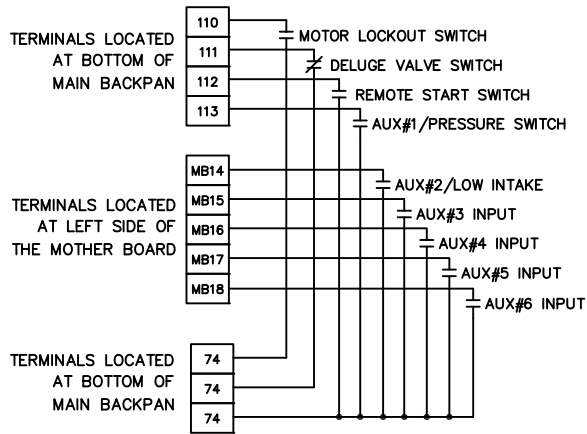 110
MOTOR LOCKOUT SWITCH
TERMINALS LOCATED
AT BOTTOM OF
MAIN BACKPAN
111
DELUGE VALVE SWITCH
112
REMOTE START SWITCH
113
AUX#1/PRESSURE SWITCH
MB14
AUX#2/LOW INTAKE
TERMINALS LOCATED
AT LEFT SIDE OF
THE MOTHER BOARD
MB15
AUX#3 INPUT
MB16
AUX#4 INPUT
MB17
AUX#5 INPUT
MB18
AUX#6 INPUT
TERMINALS LOCATED
AT BOTTOM OF
MAIN BACKPAN
74
74
74